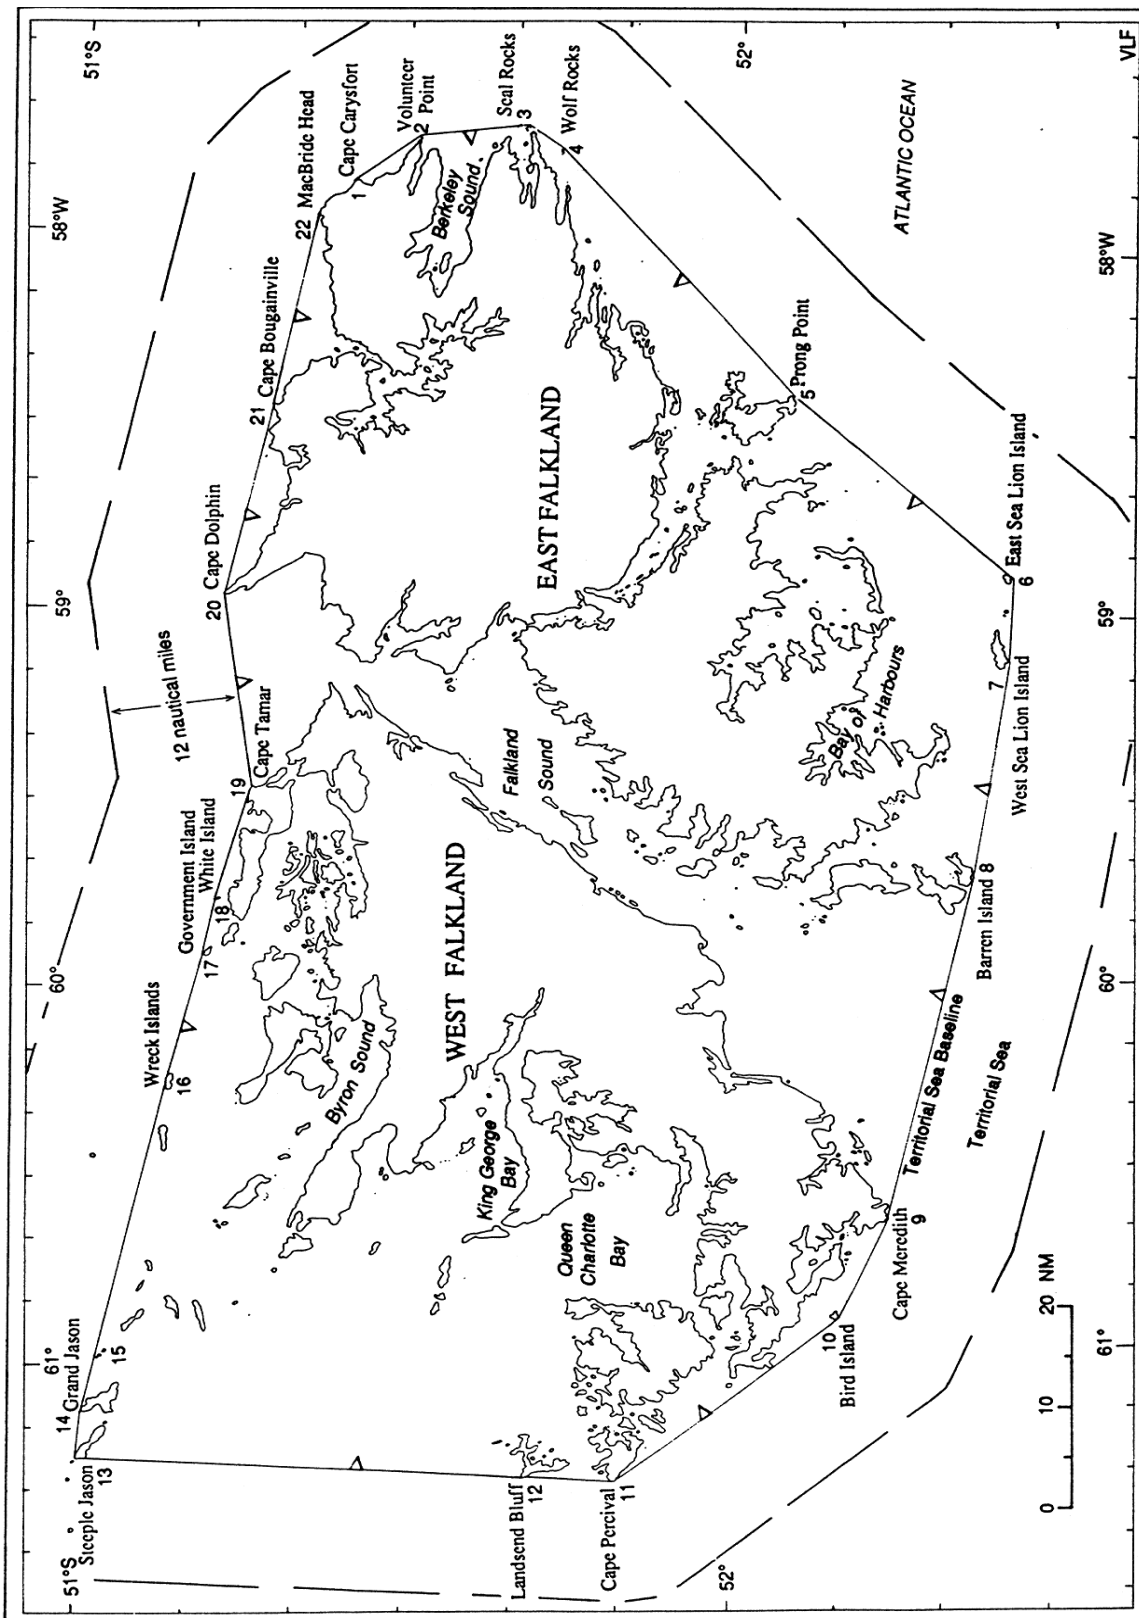 51°S
61°
60°
59°
58°W
51°S
Steeple Jason
13
14
Grand Jason
15
Wreck Islands
16
17
Government Island
White Island
18
19
Cape Tamar
12 nautical miles
20
Cape Dolphin
21
Cape Bougainville
22
MacBride Head
1
Cape Carysfort
Volunteer
Point
2
Berkeley
Sound
Seal Rocks
3
Wolf Rocks
4
Byron Sound
WEST FALKLAND
King George
Bay
Falkland
Sound
EAST FALKLAND
Landsend Bluff
12
Cape Percival
11
Queen
Charlotte
Bay
52°
52°
Prong Point
5
Bay of
Harbours
Bird Island
10
Cape Meredith
9
Territorial Sea Baseline
Territorial Sea
Barren Island 8
West Sea Lion Island
7
East Sea Lion Island
6
ATLANTIC OCEAN
0
10
20 NM
61°
60°
59°
58°W
VLF